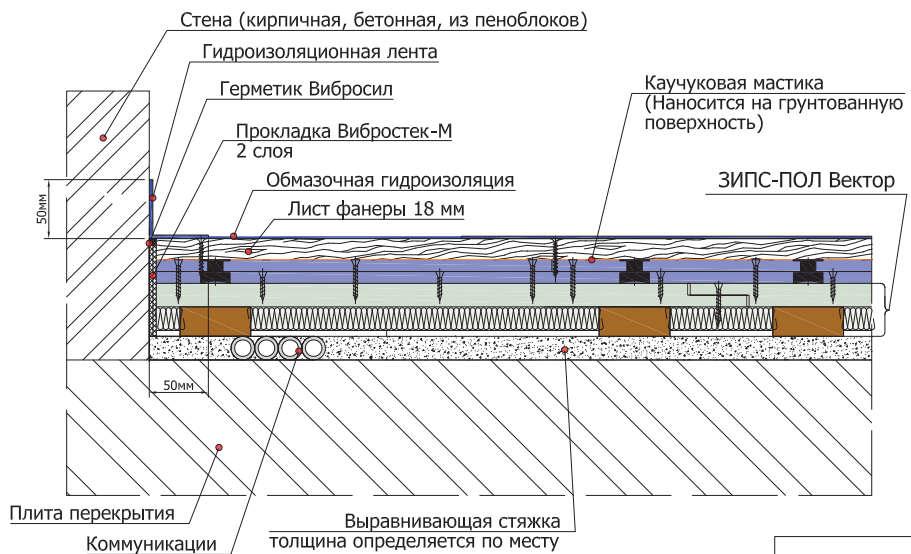 Стена (кирпичная, бетонная, из пеноблоков)
Гидроизоляционная лента
Герметик Вибросил
Прокладка Вибростек-М
2 слоя
Обмазочная гидроизоляция
Лист фанеры 18 мм
Каучуковая мастика
(Наносится на грунтованную
поверхность)
ЗИПС-ПОЛ Вектор
50мм
50мм
Плита перекрытия
Коммуникации
Выравнивающая стяжка
толщина определяется по месту